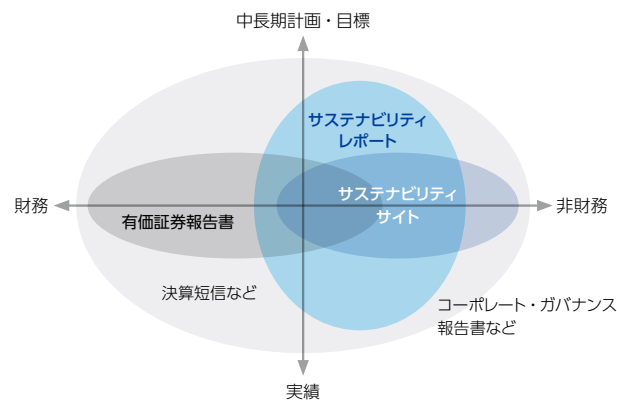 中長期計画・目標
サステナビリティ
レポート
財務
有価証券報告書
サステナビリティ
サイト
非財務
決算短信など
コーポレート・ガバナンス
報告書など
実績